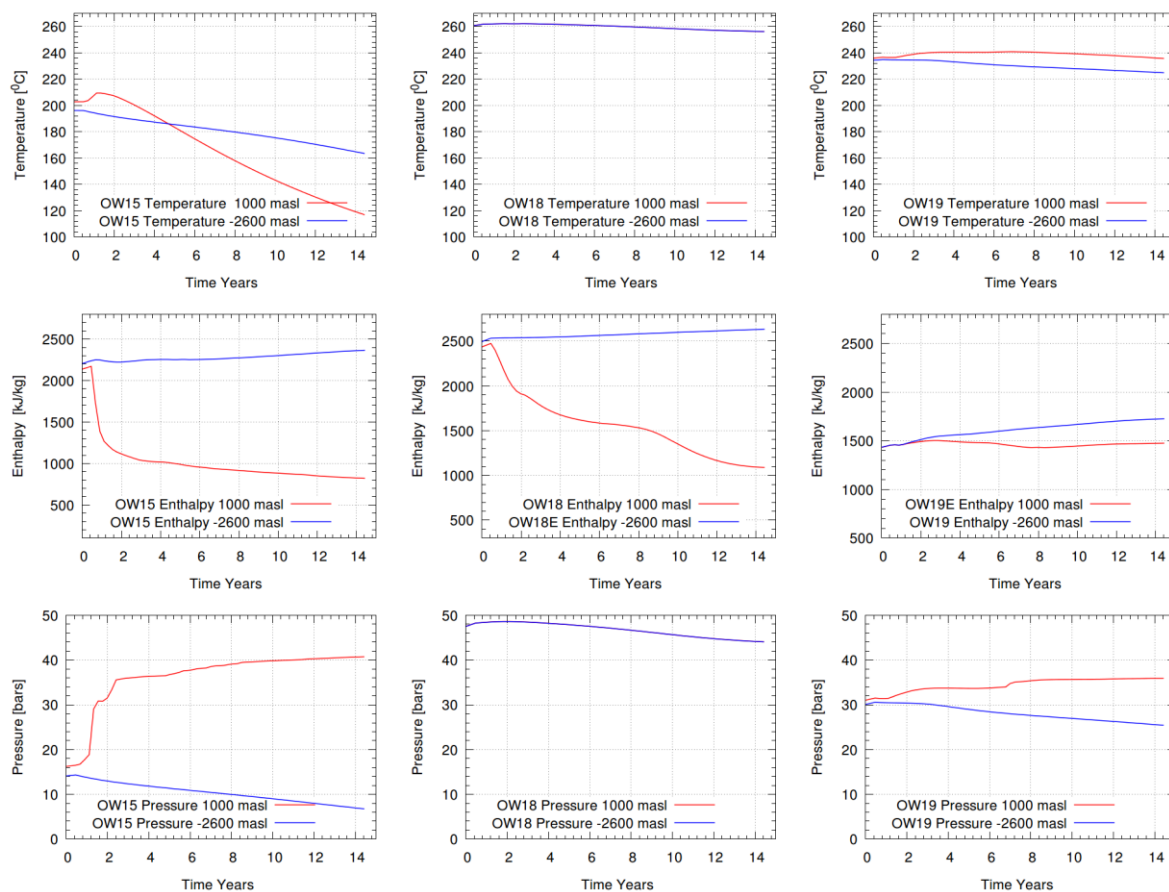 Temperature [⁰C]
260
240
220
200
180
160
140
120
100
OW15 Temperature 1000 masl
OW15 Temperature -2600 masl
0 2 4 6 8 10 12 14
Time Years
Temperature [⁰C]
260
240
220
200
180
160
140
120
100
OW18 Temperature 1000 masl
OW18 Temperature -2600 masl
0 2 4 6 8 10 12 14
Time Years
Temperature [⁰C]
260
240
220
200
180
160
140
120
100
OW19 Temperature 1000 masl
OW19 Temperature -2600 masl
0 2 4 6 8 10 12 14
Time Years
Enthalpy [kJ/kg]
2500
2000
1500
1000
500
OW15 Enthalpy 1000 masl
OW15 Enthalpy -2600 masl
0 2 4 6 8 10 12 14
Time Years
Enthalpy [kJ/kg]
2500
2000
1500
1000
500
OW18 Enthalpy 1000 masl
OW18E Enthalpy -2600 masl
0 2 4 6 8 10 12 14
Time Years
Enthalpy [kJ/kg]
2500
2000
1500
1000
500
OW19E Enthalpy 1000 masl
OW19 Enthalpy -2600 masl
0 2 4 6 8 10 12 14
Time Years
Pressure [bars]
50
40
30
20
10
0
OW15 Pressure 1000 masl
OW15 Pressure -2600 masl
0 2 4 6 8 10 12 14
Time Years
Pressure [bars]
50
40
30
20
10
0
OW18 Pressure 1000 masl
OW18 Pressure -2600 masl
0 2 4 6 8 10 12 14
Time Years
Pressure [bars]
50
40
30
20
10
0
OW19 Pressure 1000 masl
OW19 Pressure -2600 masl
0 2 4 6 8 10 12 14
Time Years